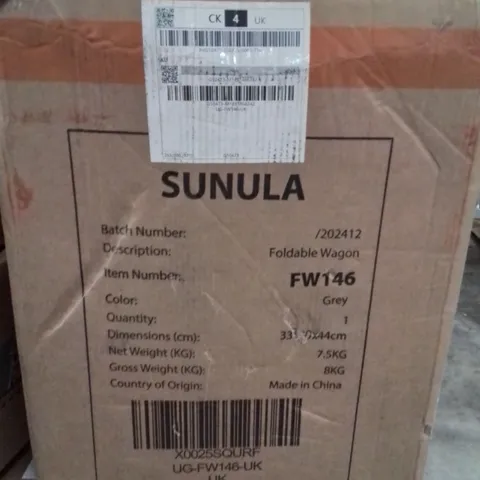 CK 4 UK
SUNULA
Batch Number: /202412
Description: Foldable Wagon
Item Number: FW146
Color: Grey
Quantity: 1
Dimensions (cm):
Net Weight (KG): 7.5KG
Gross Weight (KG): 8KG
Country of Origin: Made in China
X0025SQURF
UG-FW146-UK
UK